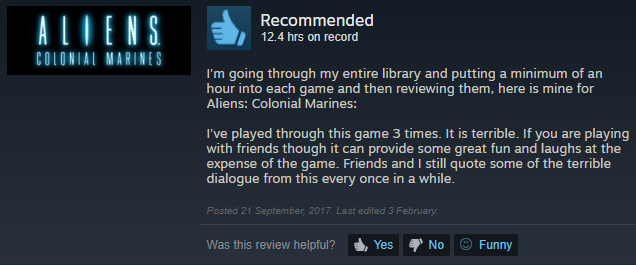 ALIENS
COLONIAL MARINES
Recommended
12.4 hrs on record
I'm going through my entire library and putting a minimum of an
hour into each game and then reviewing them, here is mine for
Aliens: Colonial Marines:
I've played through this game 3 times. It is terrible. If you are playing
with friends though it can provide some great fun and laughs at the
expense of the game. Friends and I still quote some of the terrible
dialogue from this every once in a while.
Posted 21 September, 2017. Last edited 3 February.
Was this review helpful? Yes No Funny